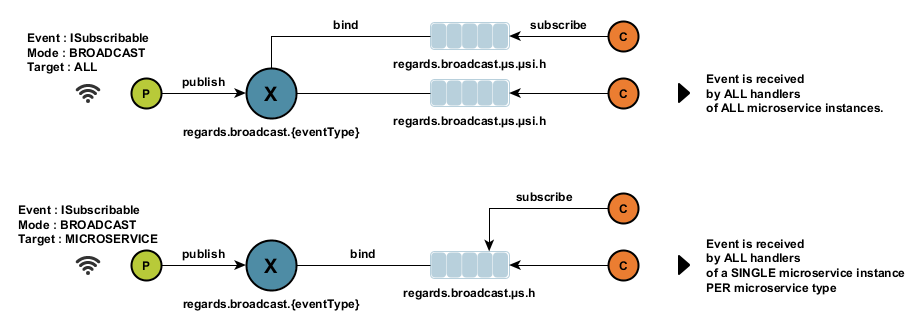 bind
subscribe
Event : ISubscribable
Mode : BROADCAST
Target : ALL
C
regards.broadcast.µs.µsi.h
publish
P
X
C
Event is received
by ALL handlers
of ALL microservice instances.
regards.broadcast.µs.µsi.h
regards.broadcast.{eventType}
subscribe
Event : ISubscribable
Mode : BROADCAST
Target : MICROSERVICE
C
publish
bind
P
X
C
Event is received
by ALL handlers
of a SINGLE microservice instance
PER microservice type
regards.broadcast.µs.h
regards.broadcast.{eventType}